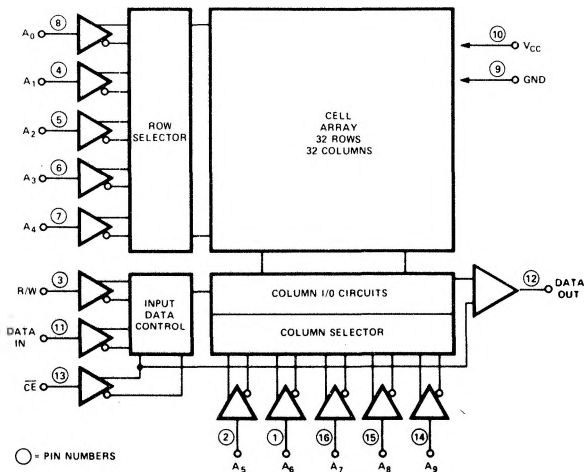 A0 8
A1 4
A2 5
A3 6
A4 7
ROW
SELECTOR
CELL
ARRAY
32 ROWS
32 COLUMNS
10 VCC
9 GND
R/W 3
DATA
IN 11
CE 13
INPUT
DATA
CONTROL
COLUMN I/O CIRCUITS
COLUMN SELECTOR
12 DATA
OUT
2 1 16 15 14
A5 A6 A7 A8 A9
= PIN NUMBERS